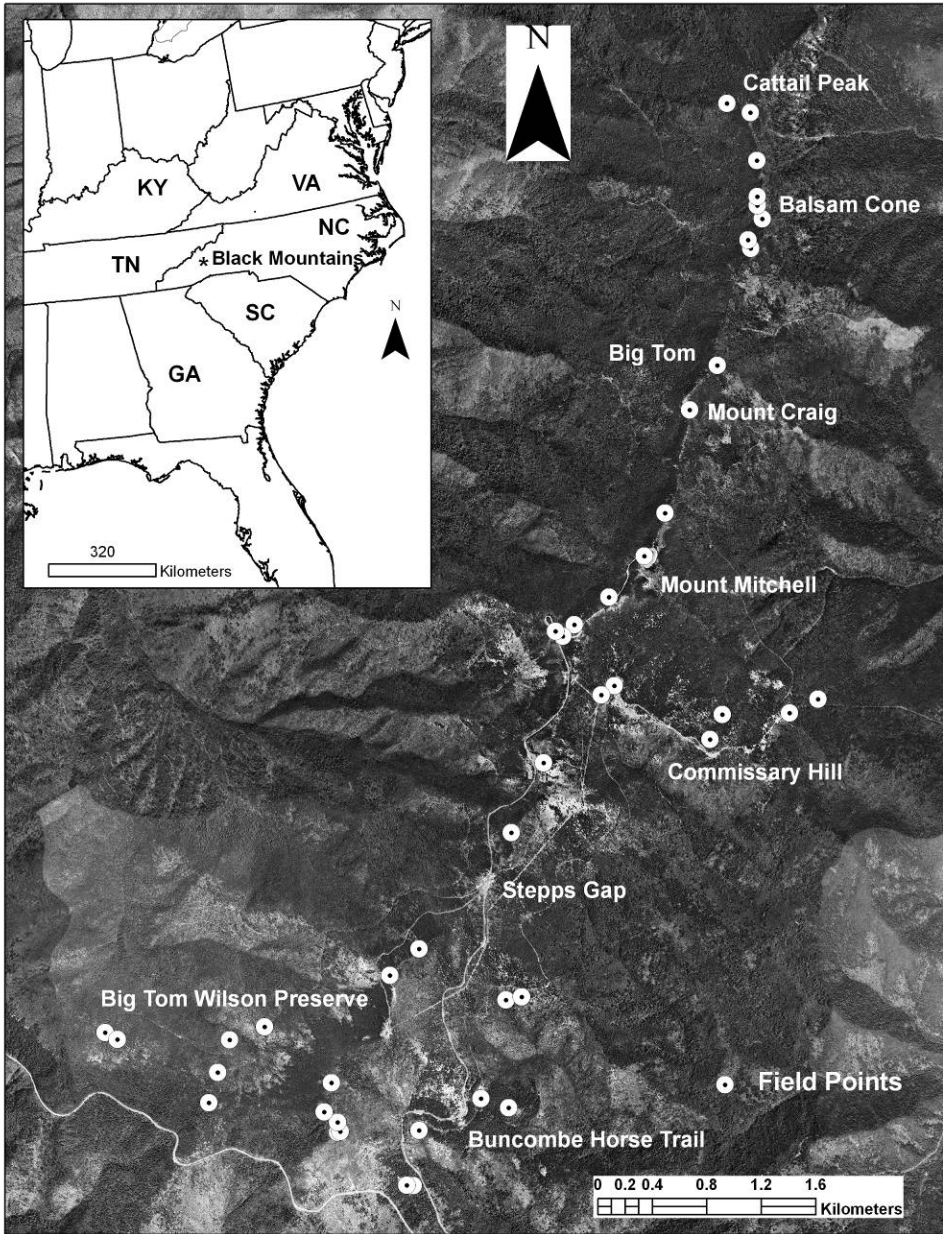 N
Cattail Peak
Balsam Cone
Big Tom
Mount Craig
Mount Mitchell
Commissary Hill
Stepps Gap
Big Tom Wilson Preserve
Field Points
Buncombe Horse Trail
0 0.2 0.4 0.8 1.2 1.6
Kilometers
KY
VA
NC
* Black Mountains
TN
N
SC
GA
320
Kilometers